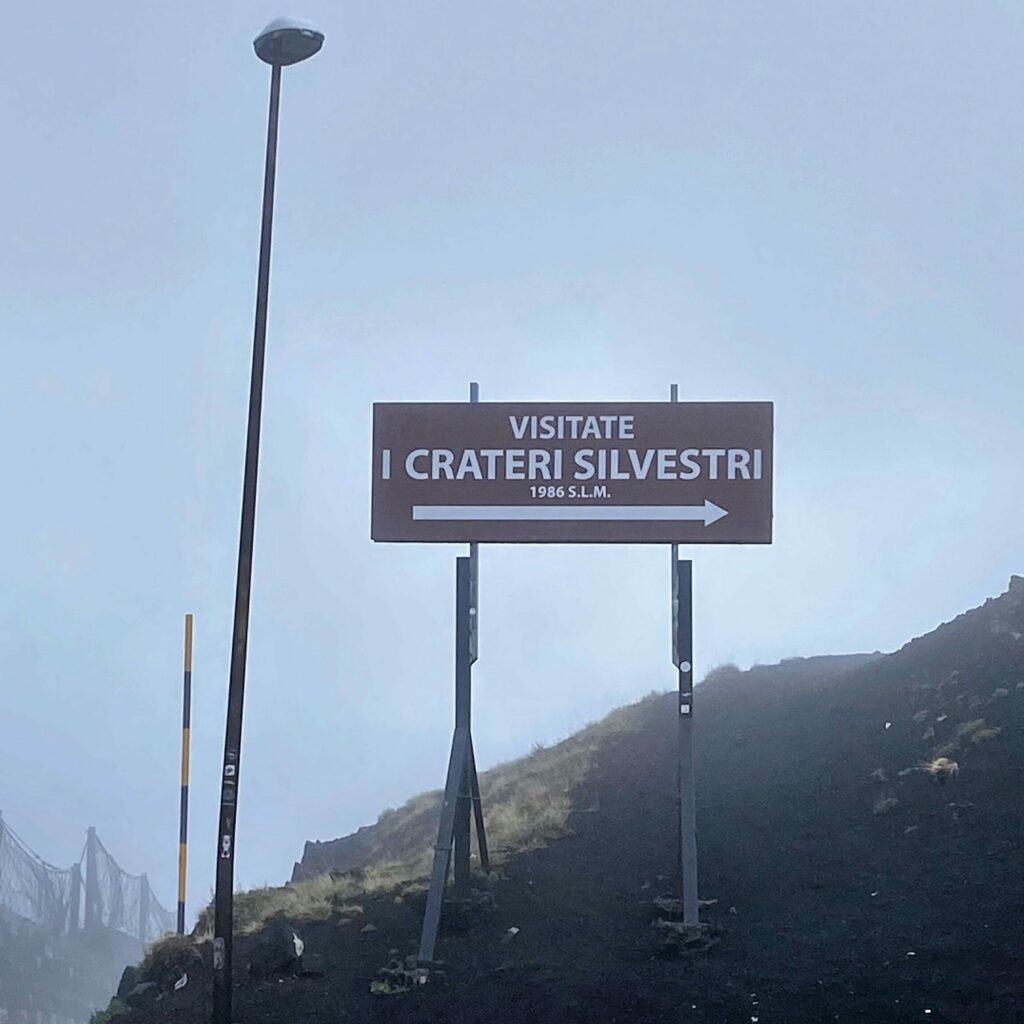 VISITATE
I CRATERI SILVESTRI
1986 S.L.M.